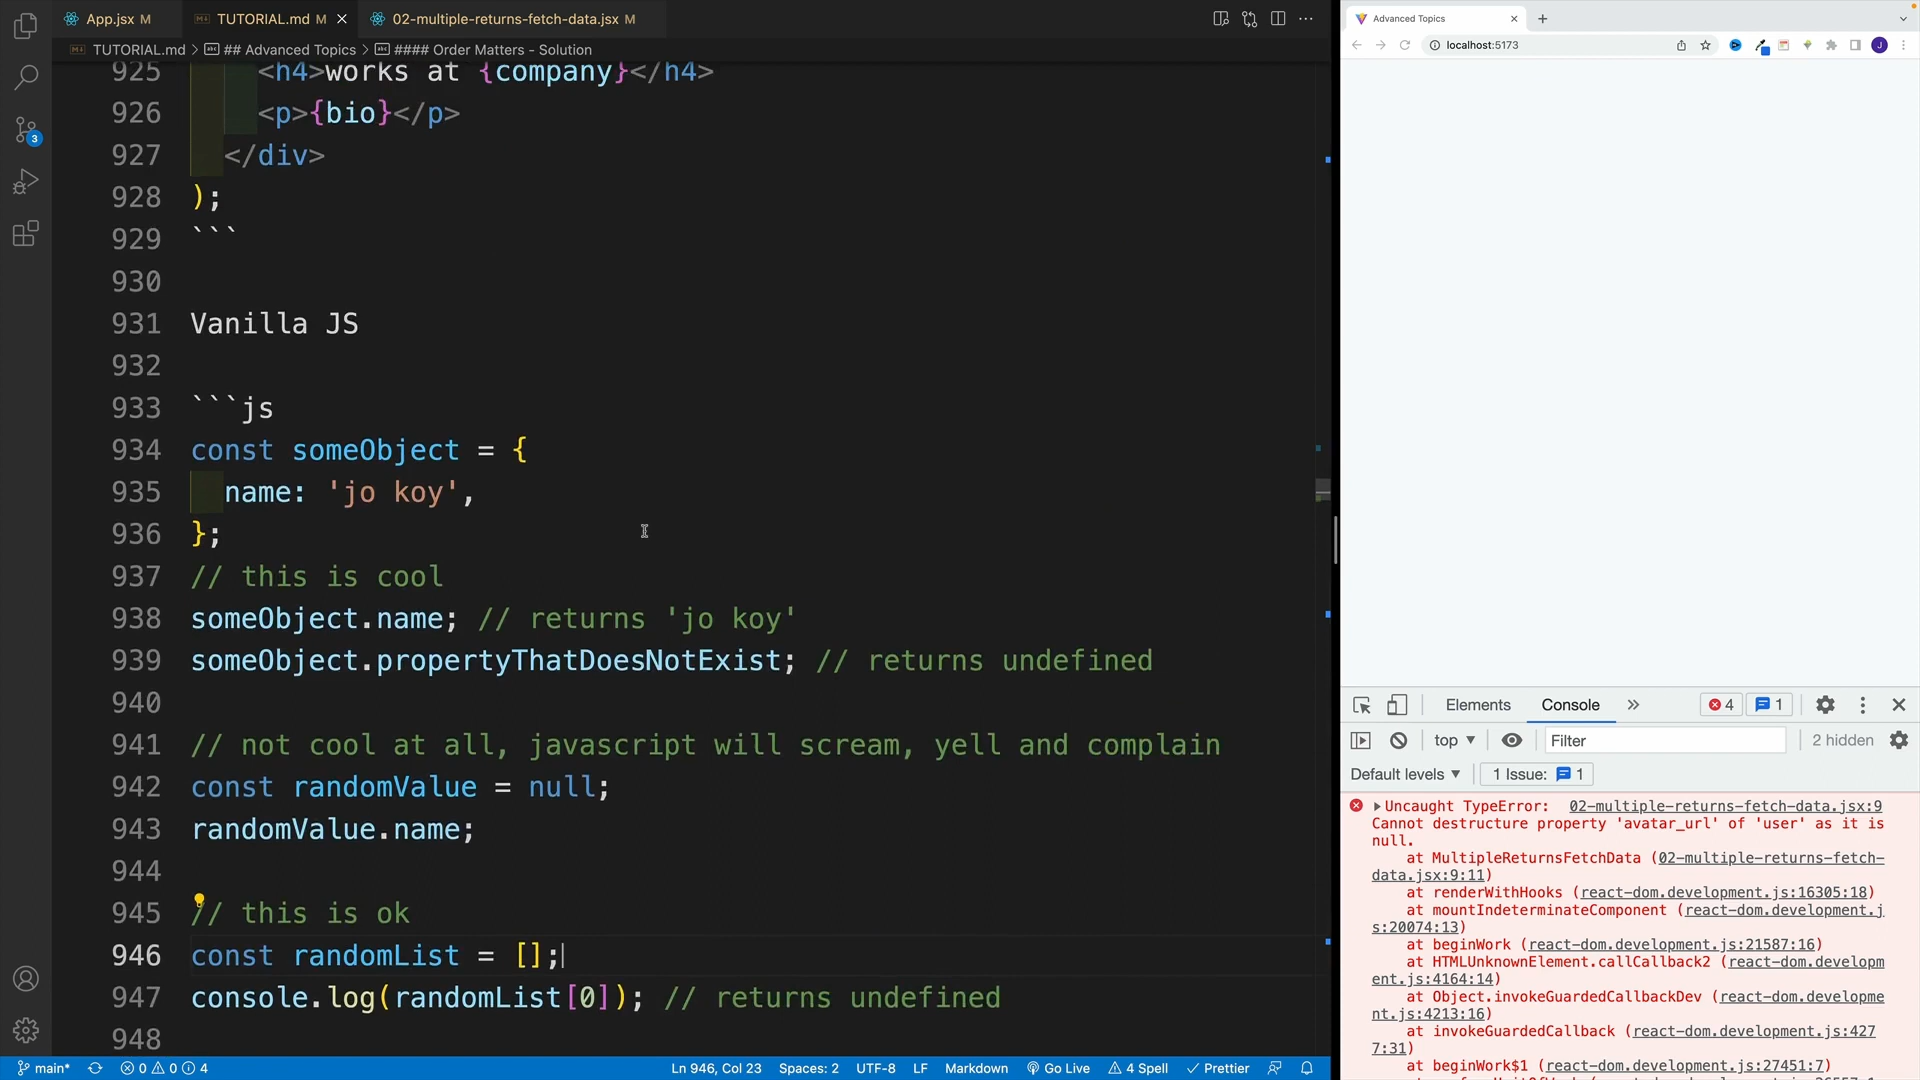 App.jsx M
TUTORIAL.md M
02-multiple-returns-fetch-data.jsx M
TUTORIAL.md > ## Advanced Topics > #### Order Matters - Solution
925 <h4>works at {company}</h4>
926 <p>{bio}</p>
927 </div>
928 );
929 ```
930
931 Vanilla JS
932
933 ```js
934 const someObject = {
935 name: 'jo koy',
936 };
937 // this is cool
938 someObject.name; // returns 'jo koy'
939 someObject.propertyThatDoesNotExist; // returns undefined
940
941 // not cool at all, javascript will scream, yell and complain
942 const randomValue = null;
943 randomValue.name;
944
945 // this is ok
946 const randomList = [];
947 console.log(randomList[0]); // returns undefined
948
3
main* 0 0 4
Ln 946, Col 23 Spaces: 2 UTF-8 LF Markdown Go Live 4 Spell Prettier
Advanced Topics
localhost:5173
J
Elements Console 4 1
top Filter 2 hidden
Default levels 1 Issue: 1
Uncaught TypeError: 02-multiple-returns-fetch-data.jsx:9
Cannot destructure property 'avatar_url' of 'user' as it is
null.
at MultipleReturnsFetchData (02-multiple-returns-fetch-
data.jsx:9:11)
at renderWithHooks (react-dom.development.js:16305:18)
at mountIndeterminateComponent (react-dom.development.j
s:20074:13)
at beginWork (react-dom.development.js:21587:16)
at HTMLUnknownElement.callCallback2 (react-dom.developm
ent.js:4164:14)
at Object.invokeGuardedCallbackDev (react-dom.developme
nt.js:4213:16)
at invokeGuardedCallback (react-dom.development.js:427
7:31)
at beginWork$1 (react-dom.development.js:27451:7)